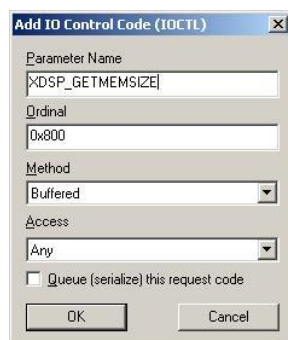 Add IO Control Code (IOCTL)
Parameter Name
XDSP_GETMEMSIZE
Ordinal
0x800
Method
Buffered
Access
Any
Queue (serialize) this request code
OK Cancel